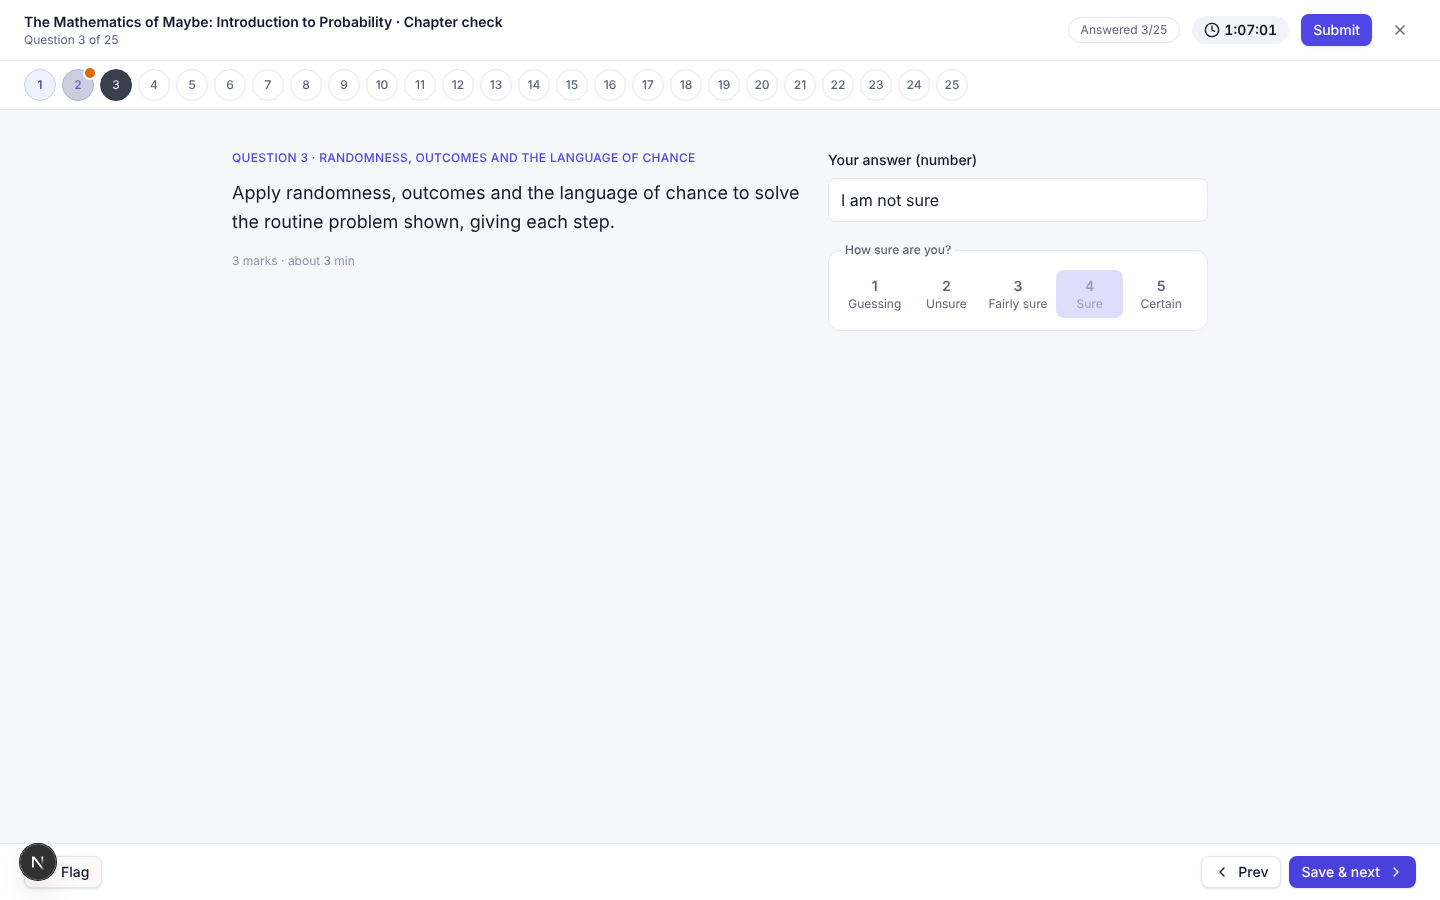 The Mathematics of Maybe: Introduction to Probability · Chapter check
Question 3 of 25
Answered 3/25
1:07:01
Submit
1 2 3 4 5 6 7 8 9 10 11 12 13 14 15 16 17 18 19 20 21 22 23 24 25
QUESTION 3 · RANDOMNESS, OUTCOMES AND THE LANGUAGE OF CHANCE
Apply randomness, outcomes and the language of chance to solve
the routine problem shown, giving each step.
3 marks · about 3 min
Your answer (number)
I am not sure
How sure are you?
1 2 3 4 5
Guessing Unsure Fairly sure Sure Certain
N Flag
Prev
Save & next